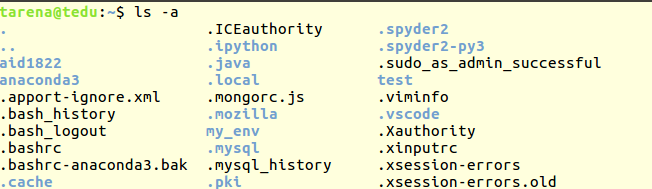 tarena@tedu:~$ ls -a
. .ICEauthority .spyder2
.. .ipython .spyder2-py3
aid1822 .java .sudo_as_admin_successful
anaconda3 .local test
.apport-ignore.xml .mongorc.js .viminfo
.bash_history .mozilla .vscode
.bash_logout my_env .Xauthority
.bashrc .mysql .xinputrc
.bashrc-anaconda3.bak .mysql_history .xsession-errors
.cache .pki .xsession-errors.old